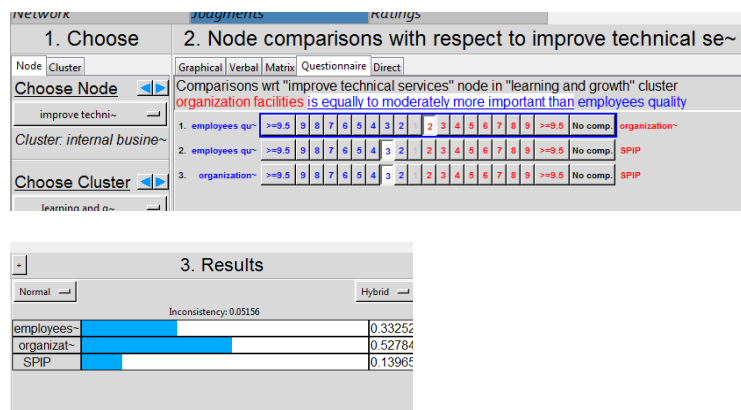 Network Judgments Ratings
1. Choose
2. Node comparisons with respect to improve technical se~
Node Cluster
Graphical Verbal Matrix Questionnaire Direct
Choose Node
improve techni~
Cluster: internal busine~
Choose Cluster
learning and g~
Comparisons wrt "improve technical services" node in "learning and growth" cluster
organization facilities is equally to moderately more important than employees quality
1. employees qu~ >=9.5 9 8 7 6 5 4 3 2 1 2 3 4 5 6 7 8 9 >=9.5 No comp. organization~
2. employees qu~ >=9.5 9 8 7 6 5 4 3 2 1 2 3 4 5 6 7 8 9 >=9.5 No comp. SPIP
3. organization~ >=9.5 9 8 7 6 5 4 3 2 1 2 3 4 5 6 7 8 9 >=9.5 No comp. SPIP
+ 3. Results
Normal Hybrid
Inconsistency: 0.05156
employees~ 0.33252
organizat~ 0.52784
SPIP 0.13965